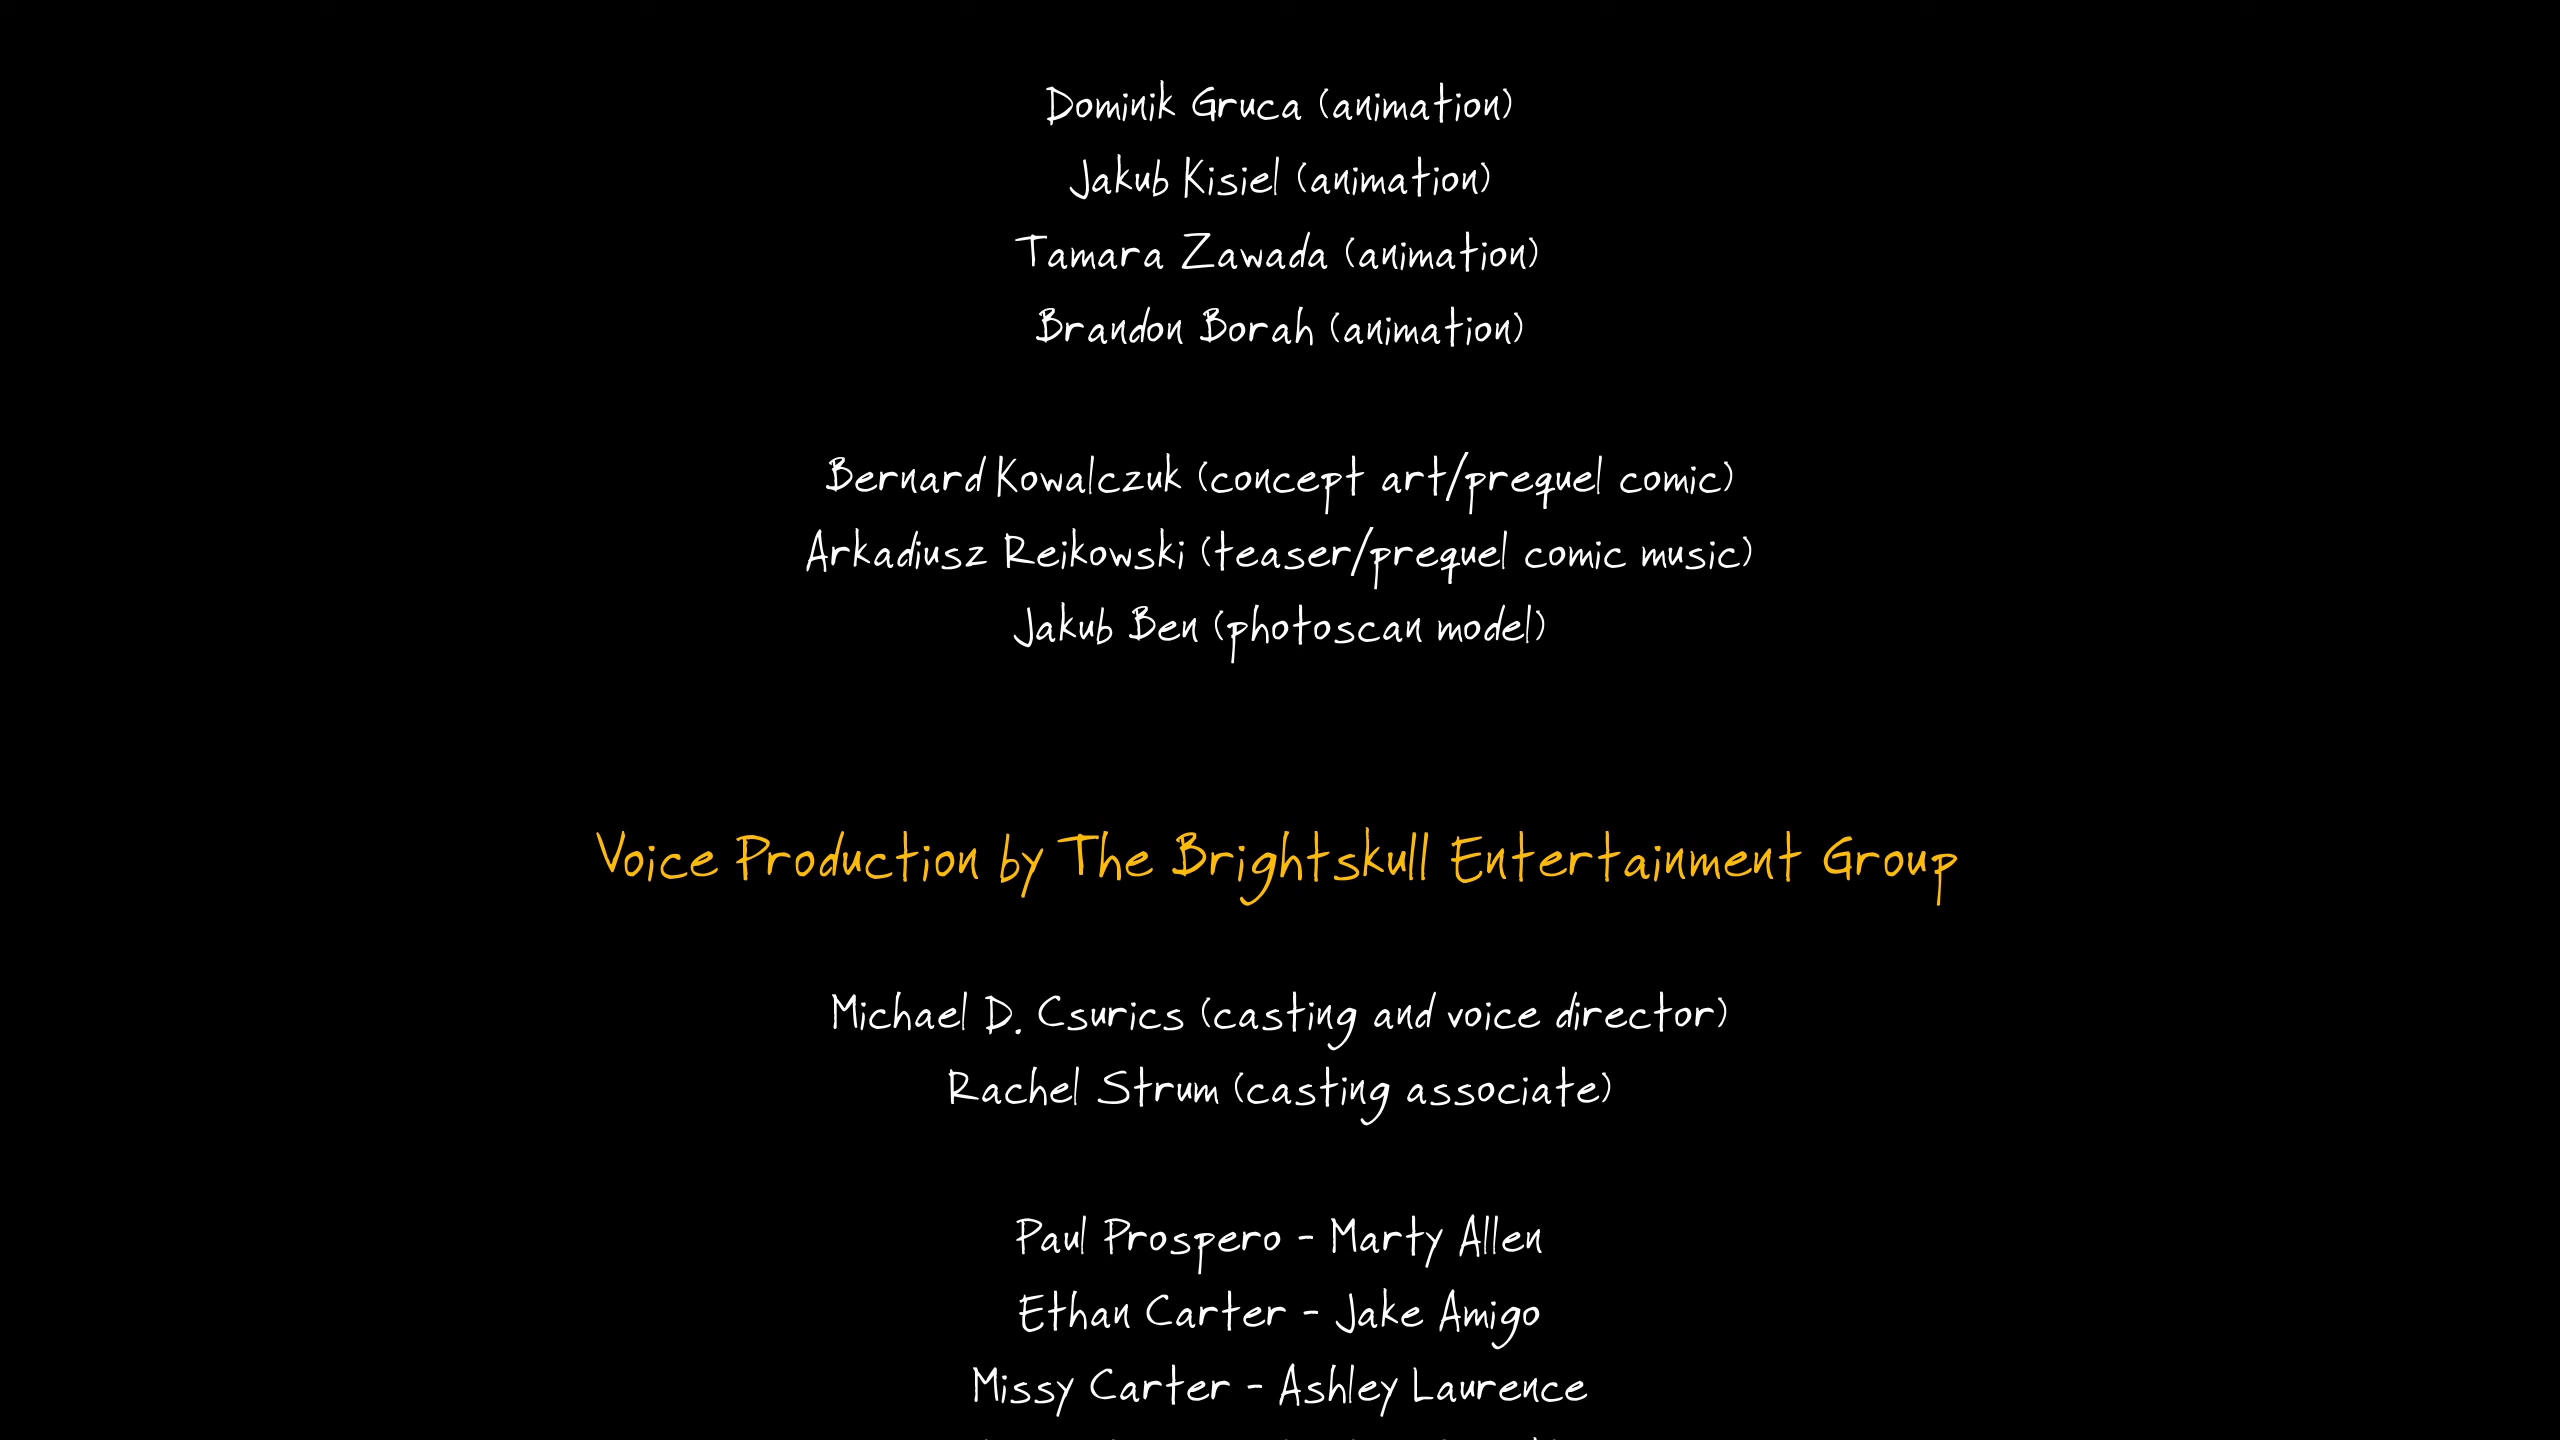 Dominik Gruca (animation)
Jakub Kisiel (animation)
Tamara Zawada (animation)
Brandon Borah (animation)
Bernard Kowalczuk (concept art/prequel comic)
Arkadiusz Reikowski (teaser/prequel comic music)
Jakub Ben (photoscan model)
Voice Production by The Brightskull Entertainment Group
Michael D. Csurics (casting and voice director)
Rachel Strum (casting associate)
Paul Prospero - Marty Allen
Ethan Carter - Jake Amigo
Missy Carter - Ashley Laurence